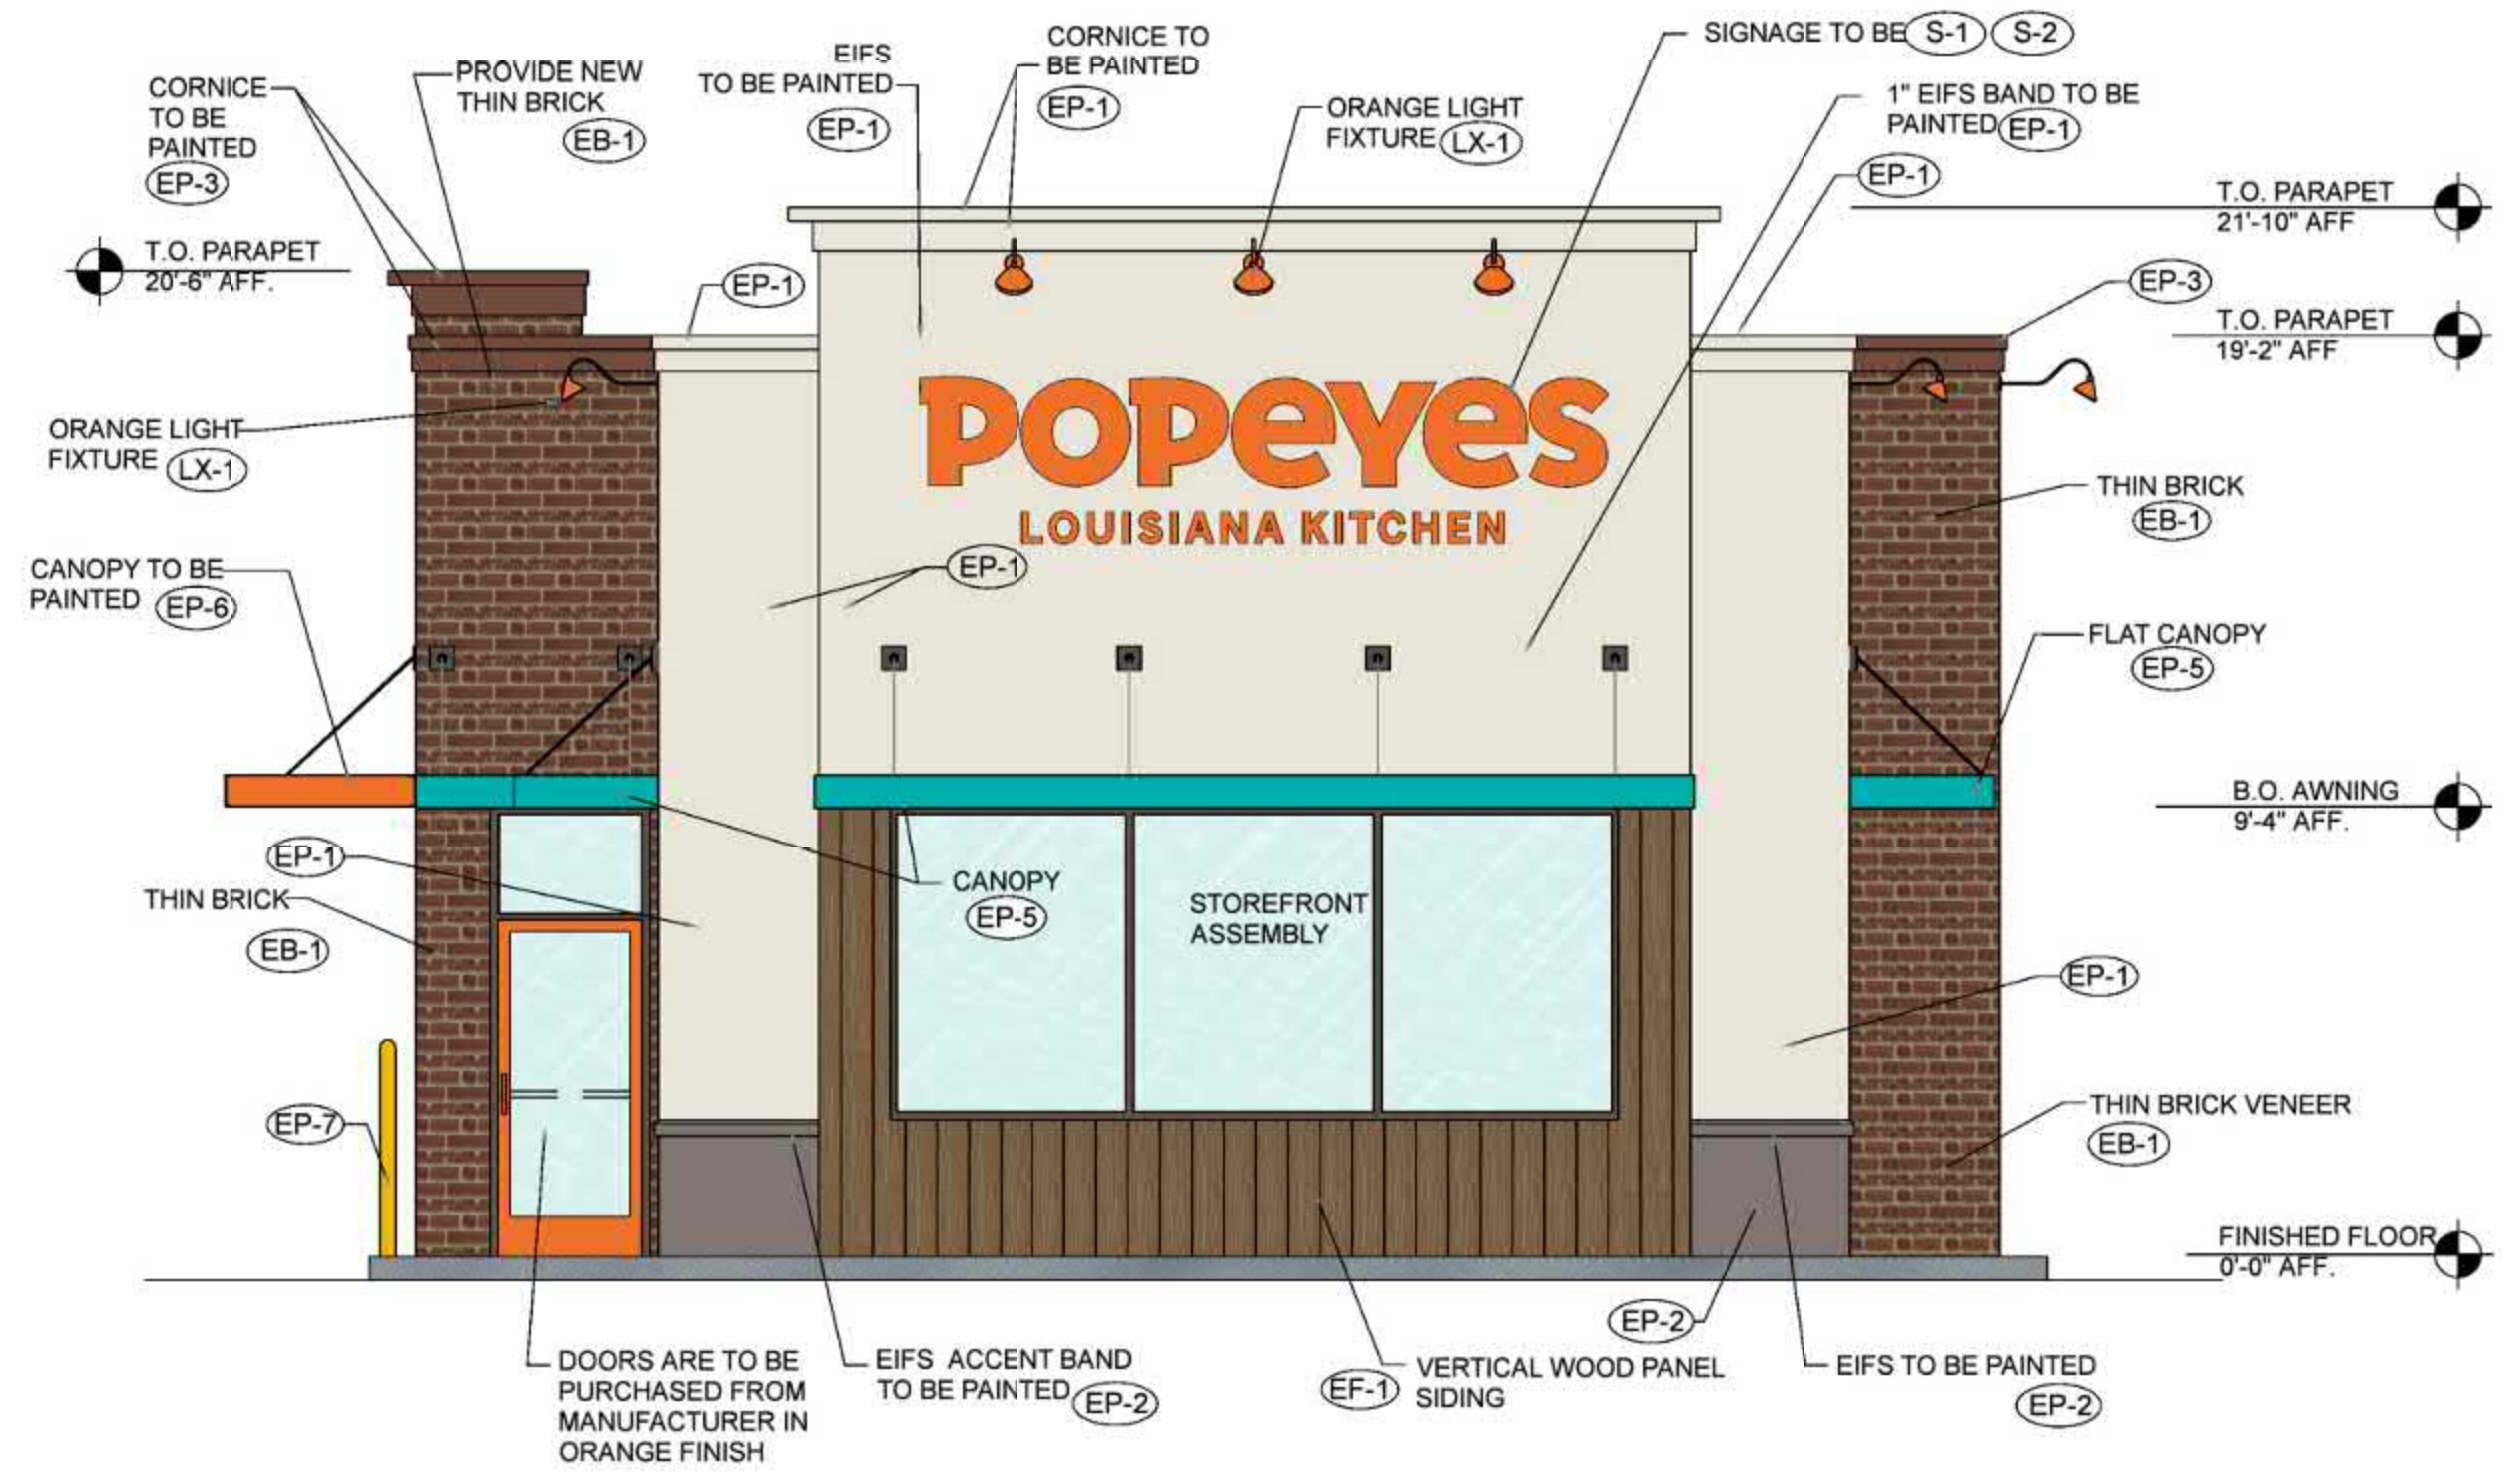 CORNICE
TO BE
PAINTED
EP-3
PROVIDE NEW
THIN BRICK
EB-1
EIFS
TO BE PAINTED
EP-1
CORNICE TO
BE PAINTED
EP-1
ORANGE LIGHT
FIXTURE LX-1
SIGNAGE TO BE S-1 S-2
1" EIFS BAND TO BE
PAINTED EP-1
EP-1
T.O. PARAPET
21'-10" AFF
T.O. PARAPET
20'-6" AFF.
EP-1
EP-3
T.O. PARAPET
19'-2" AFF
ORANGE LIGHT
FIXTURE LX-1
POPEYES
LOUISIANA KITCHEN
THIN BRICK
EB-1
CANOPY TO BE
PAINTED EP-6
EP-1
FLAT CANOPY
EP-5
B.O. AWNING
9'-4" AFF.
EP-1
THIN BRICK
EB-1
CANOPY
EP-5
STOREFRONT
ASSEMBLY
EP-1
EP-7
THIN BRICK VENEER
EB-1
FINISHED FLOOR
0'-0" AFF.
DOORS ARE TO BE
PURCHASED FROM
MANUFACTURER IN
ORANGE FINISH
EIFS ACCENT BAND
TO BE PAINTED EP-2
EF-1
VERTICAL WOOD PANEL
SIDING
EP-2
EIFS TO BE PAINTED
EP-2